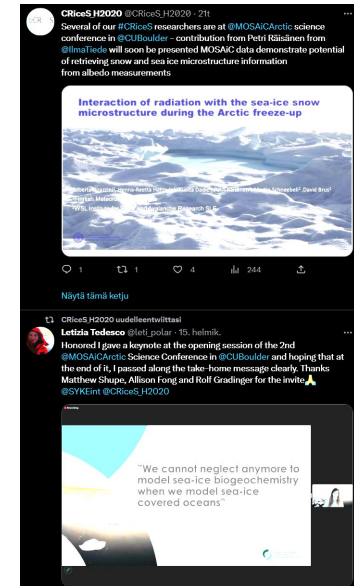 CRiceS_H2020 @CRiceS_H2020 · 21t
Several of our #CRiceS researchers are at @MOSAiCArctic science
conference in @CUBoulder – contribution from Petri Räisänen from
@IlmaTiede will soon be presented MOSAiC data demonstrate potential
of retrieving snow and sea ice microstructure information
from albedo measurements
Interaction of radiation with the sea-ice snow
microstructure during the Arctic freeze-up
David Brus
1 1 4 244
Näytä tämä ketju
CRiceS_H2020 uudelleentwiittasi
Letizia Tedesco @leti_polar · 15. helmik.
Honored I gave a keynote at the opening session of the 2nd
@MOSAiCArctic Science Conference in @CUBoulder and hoping that at
the end of it, I passed along the take-home message clearly. Thanks
Matthew Shupe, Allison Fong and Rolf Gradinger for the invite🙏
@SYKEint @CRiceS_H2020
"We cannot neglect anymore to
model sea-ice biogeochemistry
when we model sea-ice
covered oceans"